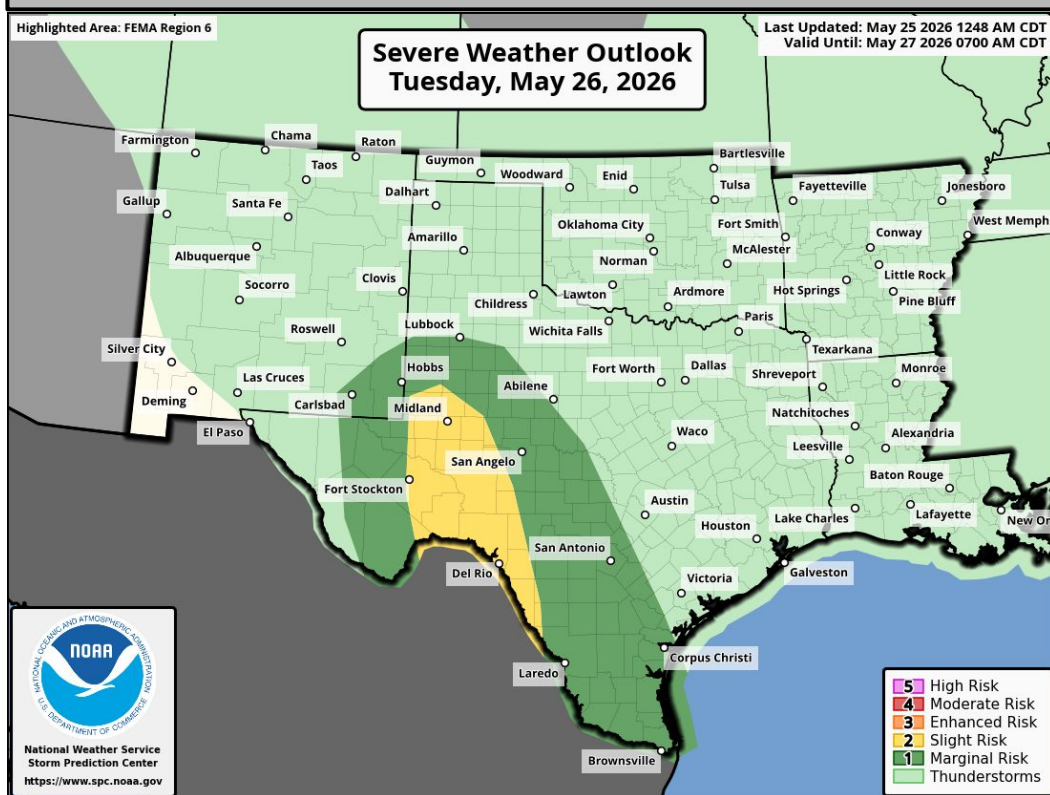 Highlighted Area: FEMA Region 6
Last Updated: May 25 2026 1248 AM CDT
Valid Until: May 27 2026 0700 AM CDT
Severe Weather Outlook
Tuesday, May 26, 2026
Farmington
Chama
Raton
Taos
Guymon
Woodward
Enid
Bartlesville
Tulsa
Fayetteville
Jonesboro
Gallup
Santa Fe
Dalhart
Oklahoma City
Fort Smith
Conway
West Memph
Albuquerque
Amarillo
Norman
McAlester
Little Rock
Socorro
Clovis
Childress
Lawton
Ardmore
Hot Springs
Pine Bluff
Roswell
Lubbock
Wichita Falls
Paris
Texarkana
Silver City
Las Cruces
Hobbs
Abilene
Fort Worth
Dallas
Shreveport
Monroe
Deming
Carlsbad
Midland
Natchitoches
El Paso
San Angelo
Waco
Leesville
Alexandria
Fort Stockton
Baton Rouge
Austin
Houston
Lake Charles
Lafayette
New Or
Del Rio
San Antonio
Victoria
Galveston
Laredo
Corpus Christi
Brownsville
NATIONAL OCEANIC AND ATMOSPHERIC ADMINISTRATION
NOAA
U.S. DEPARTMENT OF COMMERCE
National Weather Service
Storm Prediction Center
https://www.spc.noaa.gov
5 High Risk
4 Moderate Risk
3 Enhanced Risk
2 Slight Risk
1 Marginal Risk
Thunderstorms